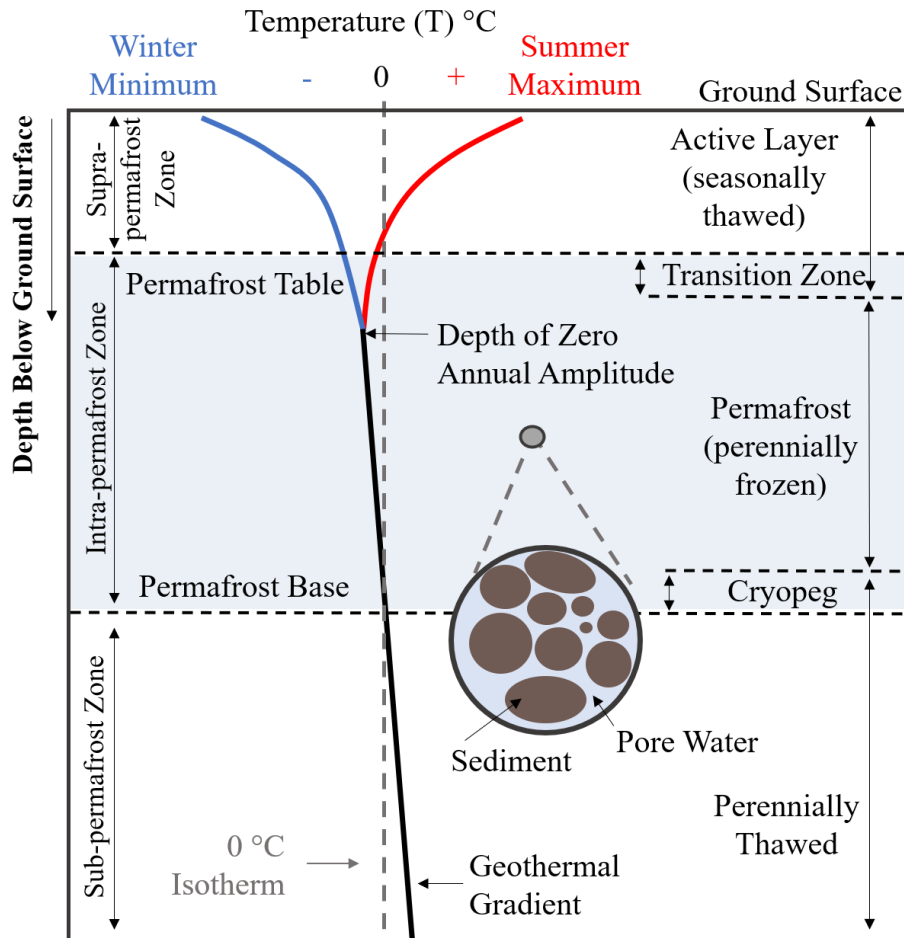 Temperature (T) °C
Winter
Minimum
-
0
+
Summer
Maximum
Ground Surface
Depth Below Ground Surface
Supra-
permafrost
Zone
Active Layer
(seasonally
thawed)
Permafrost Table
Transition Zone
Intra-permafrost Zone
Depth of Zero
Annual Amplitude
Permafrost
(perennially
frozen)
Permafrost Base
Cryopeg
Sub-permafrost Zone
Sediment
Pore Water
Perennially
Thawed
0 °C
Isotherm
Geothermal
Gradient